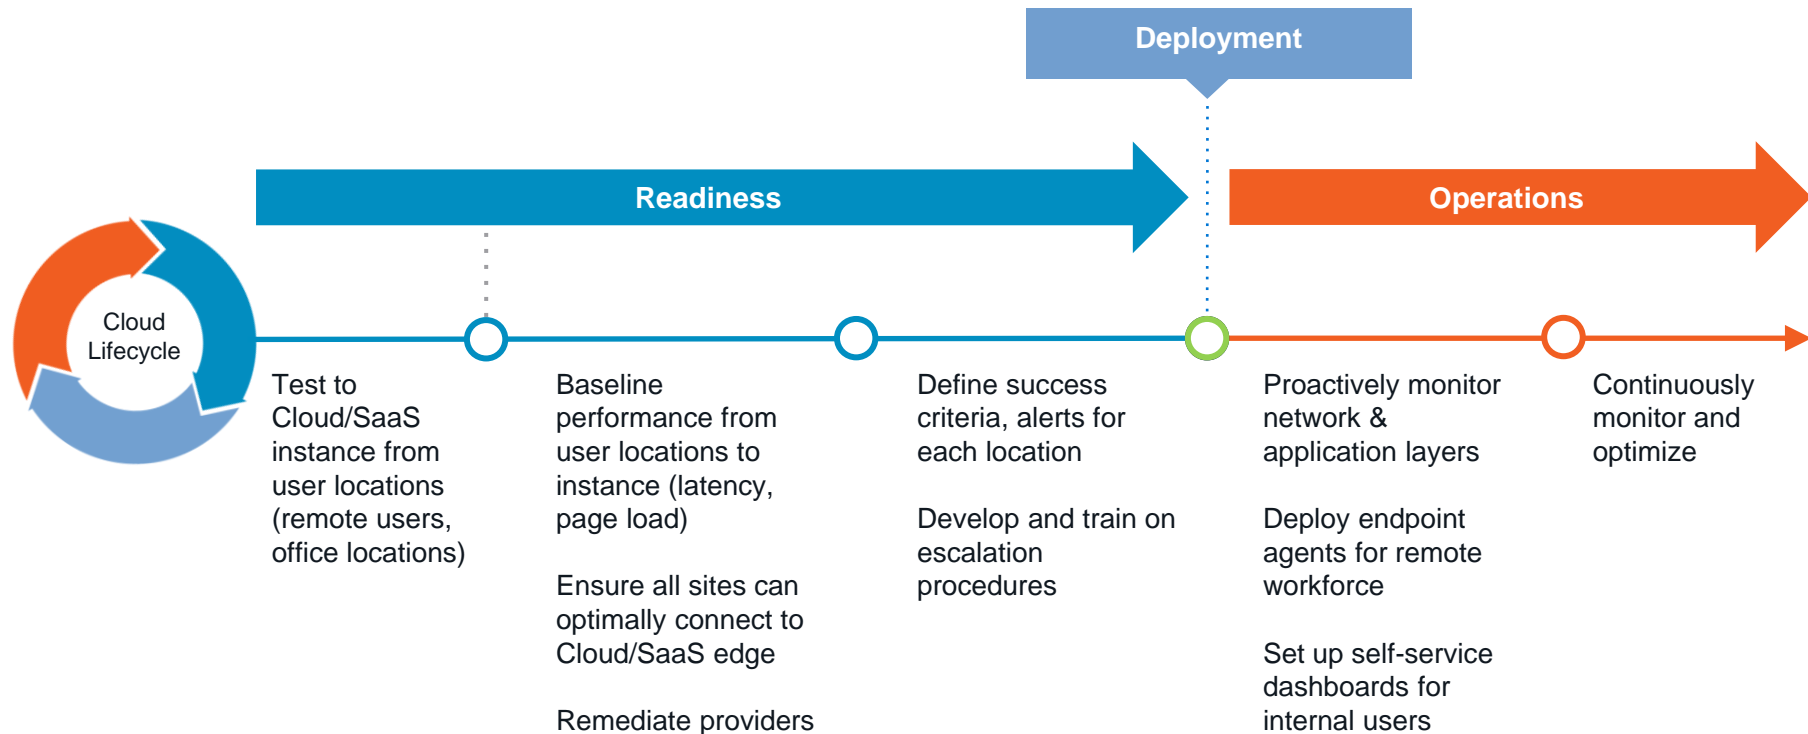 Deployment
Readiness
Operations
Cloud
Lifecycle
Test to
Cloud/SaaS
instance from
user locations
(remote users,
office locations)
Baseline
performance from
user locations to
instance (latency,
page load)
Ensure all sites can
optimally connect to
Cloud/SaaS edge
Remediate providers
Define success
criteria, alerts for
each location
Develop and train on
escalation
procedures
Proactively monitor
network &
application layers
Deploy endpoint
agents for remote
workforce
Set up self-service
dashboards for
internal users
Continuously
monitor and
optimize